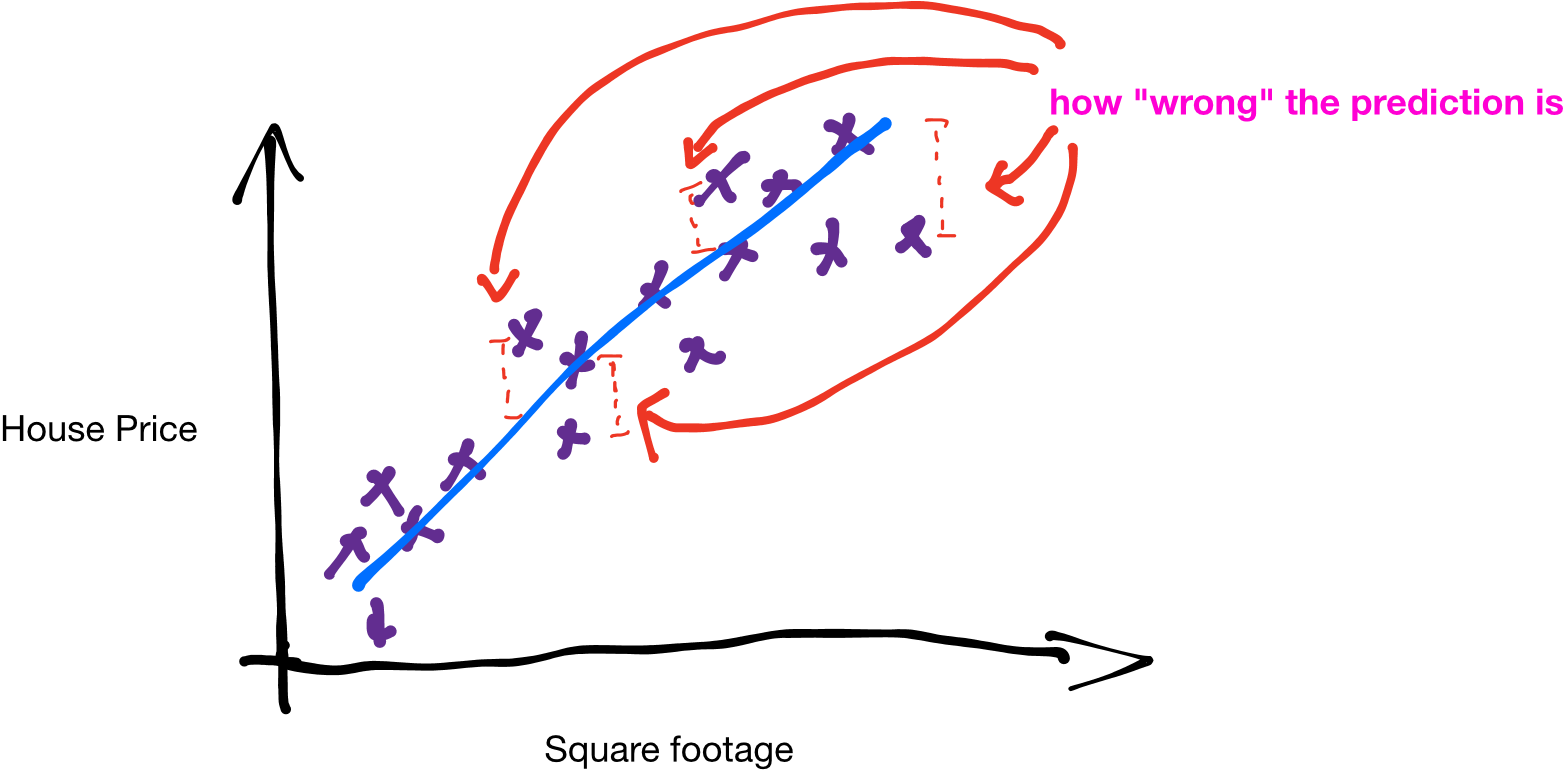 how "wrong" the prediction is
House Price
Square footage